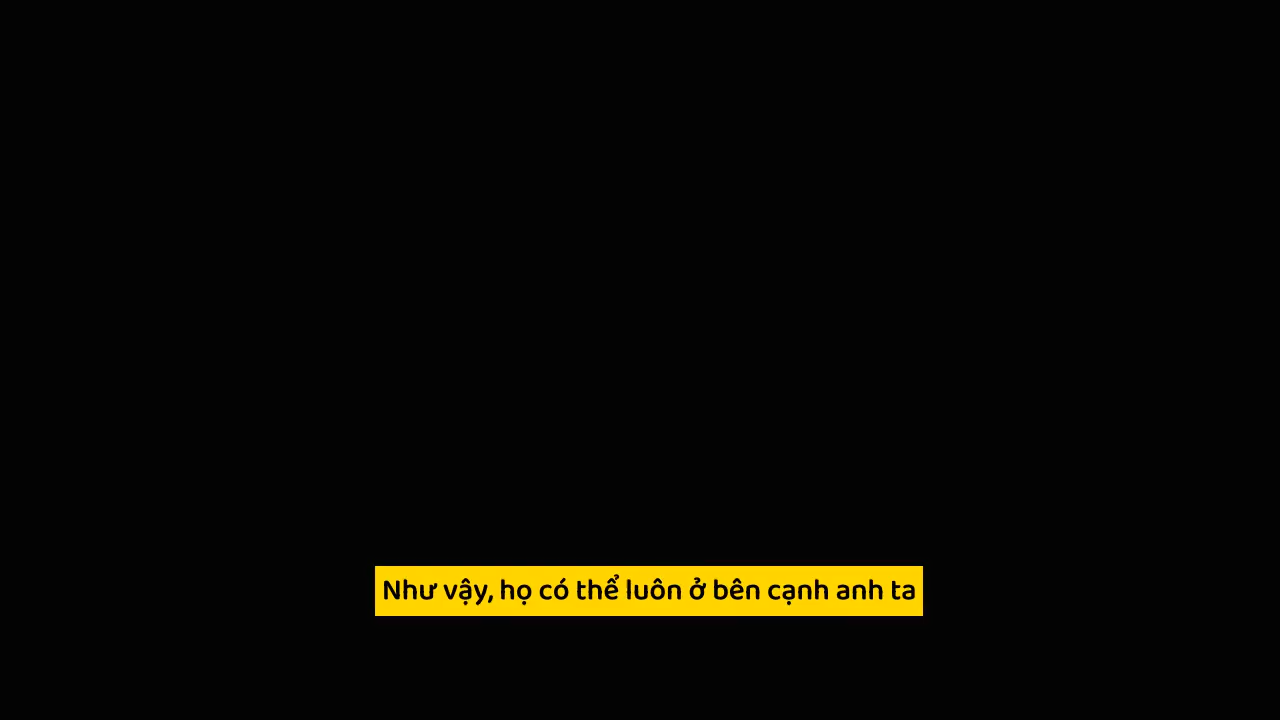 Như vậy, họ có thể luôn ở bên cạnh anh ta